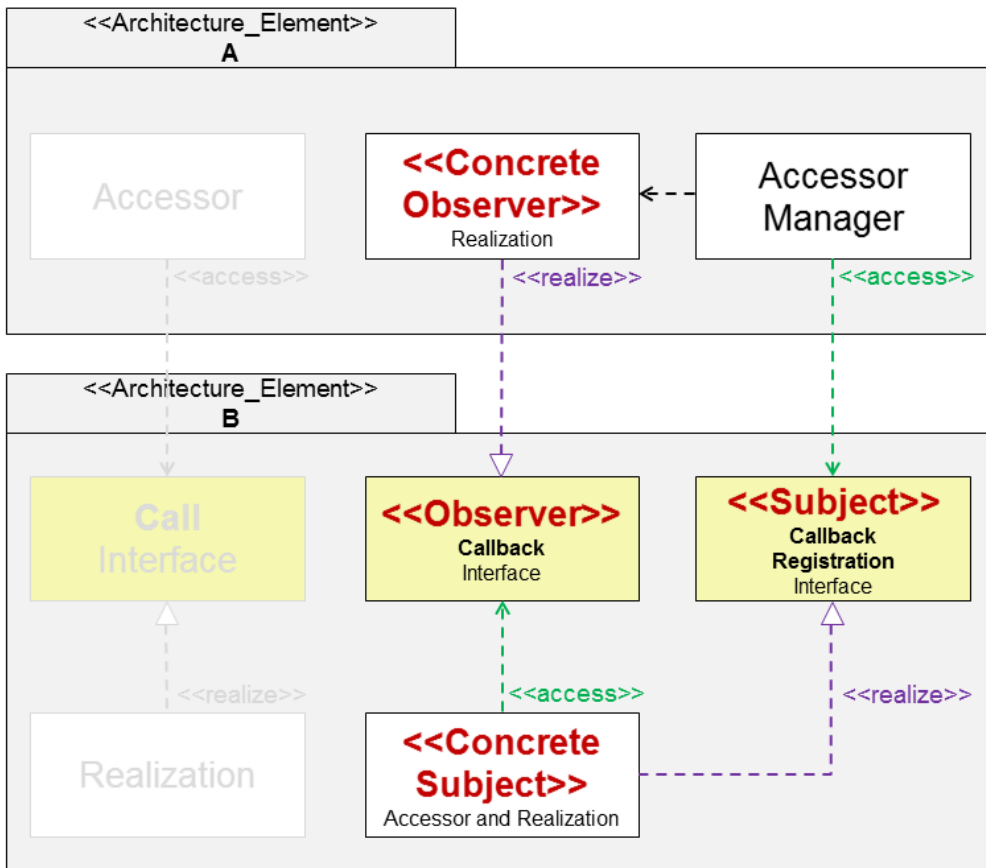 <<Architecture_Element>>
A
Accessor
<<Concrete
Observer>>
Realization
Accessor
Manager
<<access>>
<<realize>>
<<access>>
<<Architecture_Element>>
B
Call
Interface
<<Observer>>
Callback
Interface
<<Subject>>
Callback
Registration
Interface
<<realize>>
<<access>>
<<realize>>
Realization
<<Concrete
Subject>>
Accessor and Realization